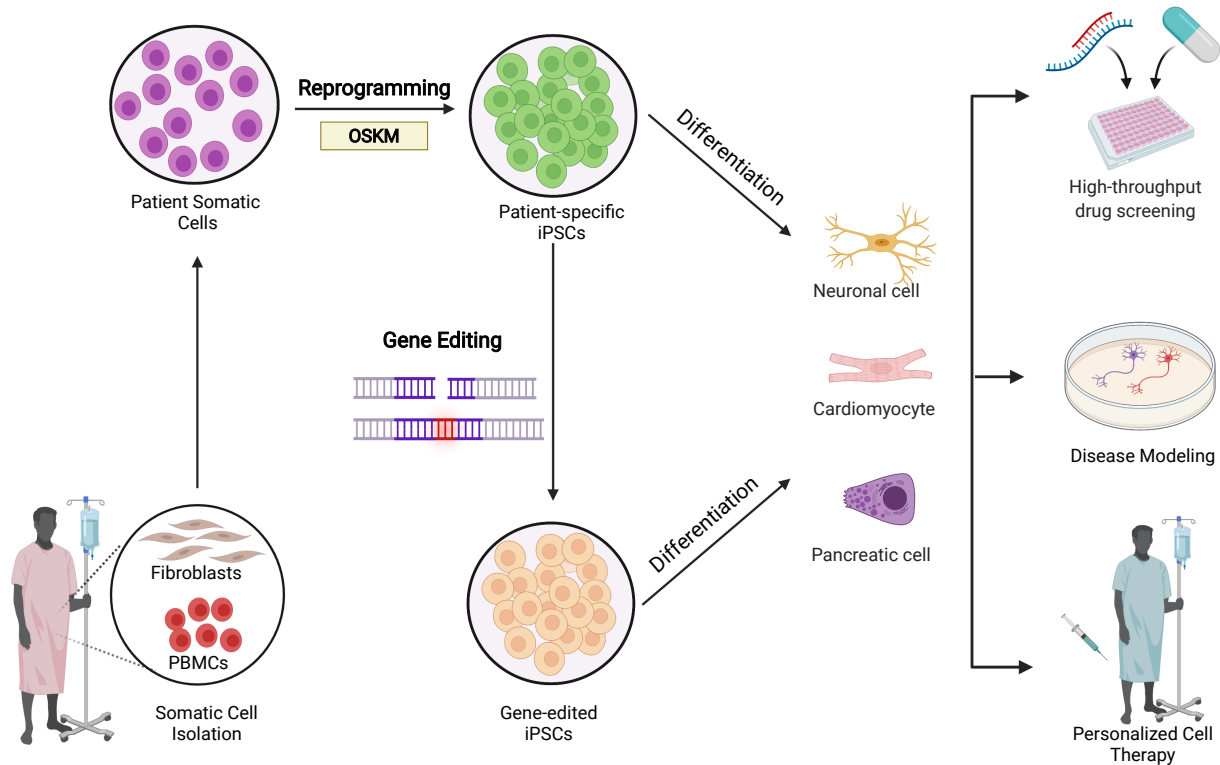 Reprogramming
OSKM
Patient Somatic
Cells
Patient-specific
iPSCs
Differentiation
Gene Editing
Fibroblasts
PBMCs
Somatic Cell
Isolation
Gene-edited
iPSCs
Differentiation
Neuronal cell
Cardiomyocyte
Pancreatic cell
High-throughput
drug screening
Disease Modeling
Personalized Cell
Therapy